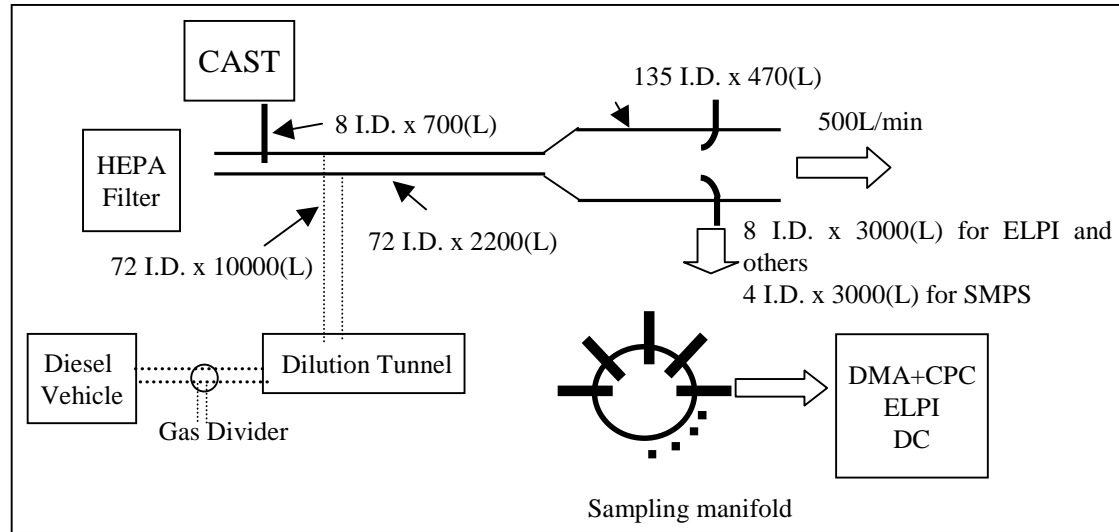 CAST
135 I.D. x 470(L)
8 I.D. x 700(L)
500L/min
HEPA
Filter
72 I.D. x 10000(L)
72 I.D. x 2200(L)
8 I.D. x 3000(L) for ELPI and
others
4 I.D. x 3000(L) for SMPS
Diesel
Vehicle
Dilution Tunnel
Gas Divider
DMA+CPC
ELPI
DC
Sampling manifold